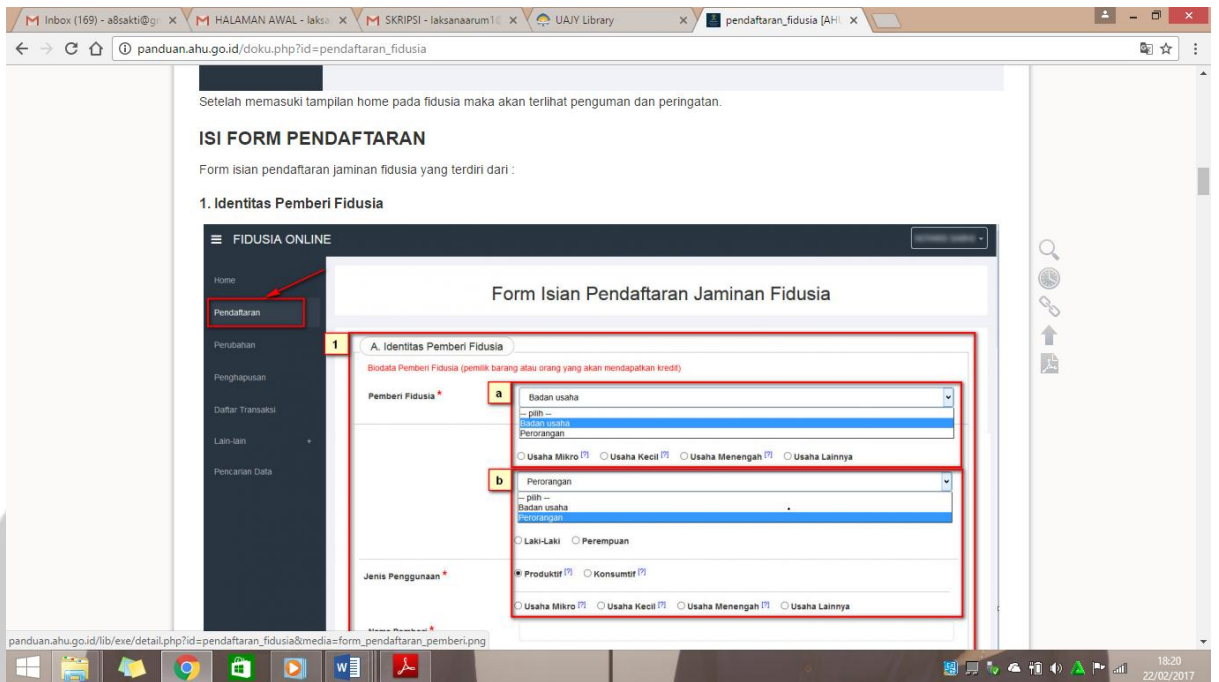 Inbox (169) - a8sakti@gr
HALAMAN AWAL - laksa
SKRIPSI - laksanaarum1
UAJY Library
pendaftaran_fidusia [AHU
panduan.ahu.go.id/doku.php?id=pendaftaran_fidusia
Setelah memasuki tampilan home pada fidusia maka akan terlihat penguman dan peringatan.
ISI FORM PENDAFTARAN
Form isian pendaftaran jaminan fidusia yang terdiri dari :
1. Identitas Pemberi Fidusia
FIDUSIA ONLINE
Home
Form Isian Pendaftaran Jaminan Fidusia
Pendaftaran
Perubahan
1
A. Identitas Pemberi Fidusia
Biodata Pemberi Fidusia (pemilik barang atau orang yang akan mendapatkan kredit)
Penghapusan
Pemberi Fidusia *
a
Badan usaha
-- pilih --
Badan usaha
Perorangan
Daftar Transaksi
Lain-lain +
Usaha Mikro [?] Usaha Kecil [?] Usaha Menengah [?] Usaha Lainnya
Pencarian Data
b
Perorangan
-- pilih --
Badan usaha
Perorangan
Laki-Laki Perempuan
Jenis Penggunaan *
Produktif [?] Konsumtif [?]
Usaha Mikro [?] Usaha Kecil [?] Usaha Menengah [?] Usaha Lainnya
Nama Pemberi *
panduan.ahu.go.id/lib/exe/detail.php?id=pendaftaran_fidusia&media=form_pendaftaran_pemberi.png
18:20
22/02/2017